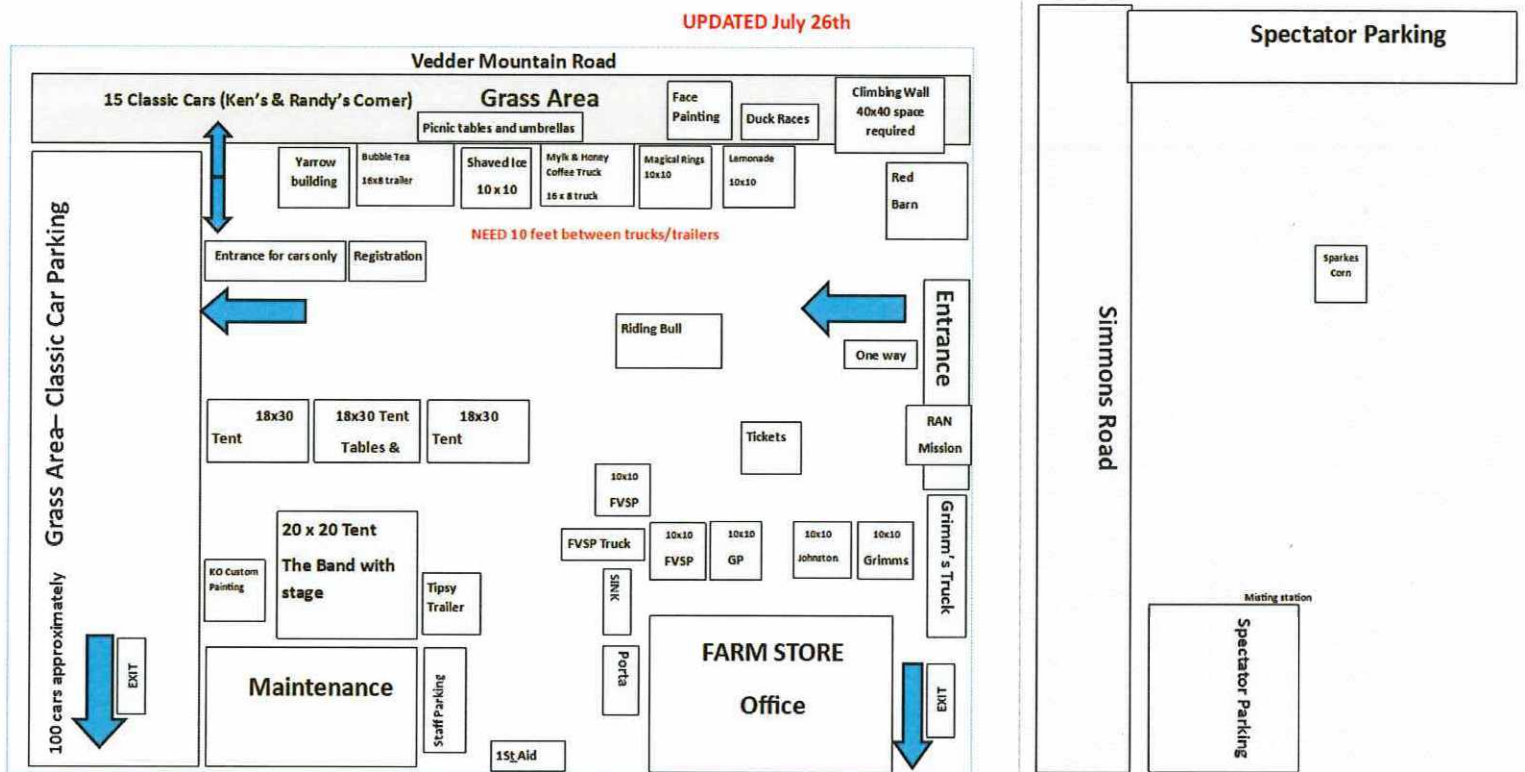 UPDATED July 26th
Vedder Mountain Road
15 Classic Cars (Ken's & Randy's Corner)
Grass Area
Picnic tables and umbrellas
Face
Painting
Duck Races
Climbing Wall
40x40 space
required
Yarrow
building
Bubble Tea
16x8 trailer
Shaved Ice
10 x 10
Mylk & Honey
Coffee Truck
16 x 8 truck
Magical Rings
10x10
Lemonade
10x10
Red
Barn
NEED 10 feet between trucks/trailers
Entrance for cars only
Registration
Grass Area– Classic Car Parking
100 cars approximately
EXIT
Riding Bull
One way
Entrance
18x30
Tent
18x30 Tent
Tables &
18x30
Tent
Tickets
RAN
Mission
10x10
FVSP
FVSP Truck
10x10
FVSP
10x10
GP
10x10
Johnston
10x10
Grimms
Grimm's Truck
20 x 20 Tent
The Band with
stage
KO Custom
Painting
Tipsy
Trailer
SINK
Maintenance
Staff Parking
Porta
1St Aid
FARM STORE
Office
EXIT
Simmons Road
Spectator Parking
Sparkes
Corn
Misting station
Spectator Parking